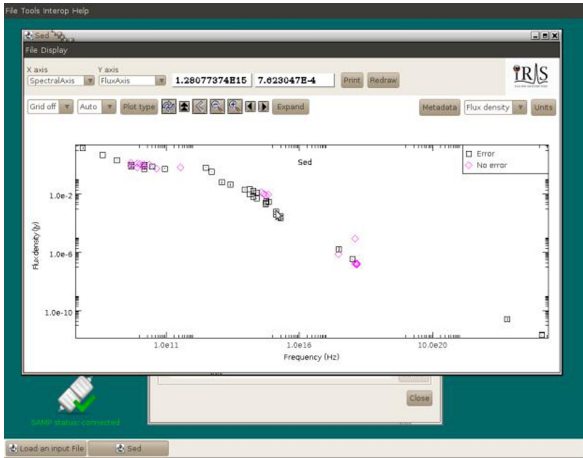 File Tools Interop Help
Sed
File Display
X axis
Y axis
SpectralAxis
FluxAxis
1.28077374E15
7.623047E-4
Print
Redraw
IRIS
Grid off
Auto
Plot type
Expand
Metadata
Flux density
Units
Sed
Error
No error
1.0e-2
1.0e-6
1.0e-10
Flux density (Jy)
1.0e11
1.0e16
10.0e20
Frequency (Hz)
Close
SAMP status: connected
Load an input File
Sed